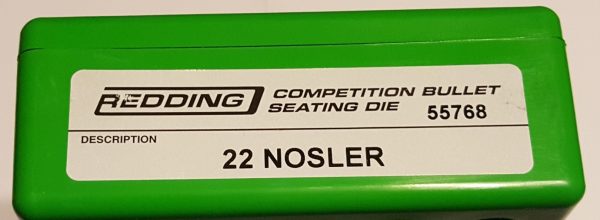 REDDING COMPETITION BULLET
SEATING DIE 55768
DESCRIPTION
22 NOSLER